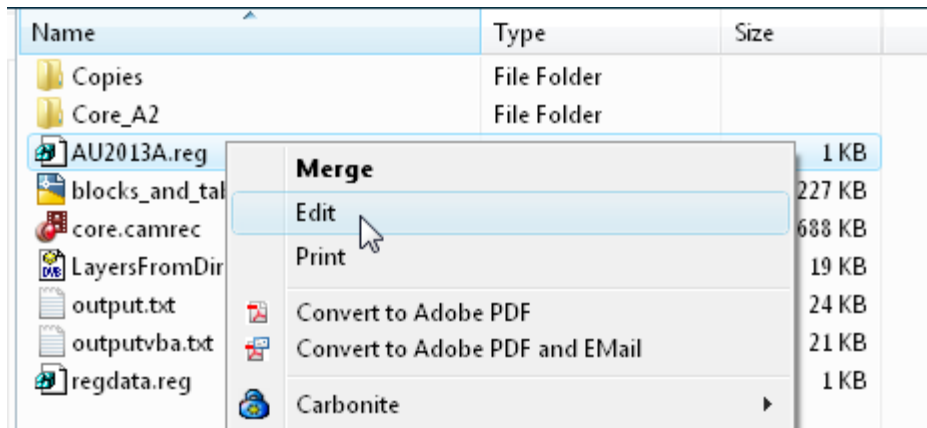 Name Type Size
Copies File Folder
Core_A2 File Folder
AU2013A.reg 1 KB
Merge
blocks_and_tal 227 KB
Edit
core.camrec 688 KB
Print
LayersFromDir 19 KB
output.txt 24 KB
Convert to Adobe PDF
outputvba.txt 21 KB
Convert to Adobe PDF and EMail
regdata.reg 1 KB
Carbonite